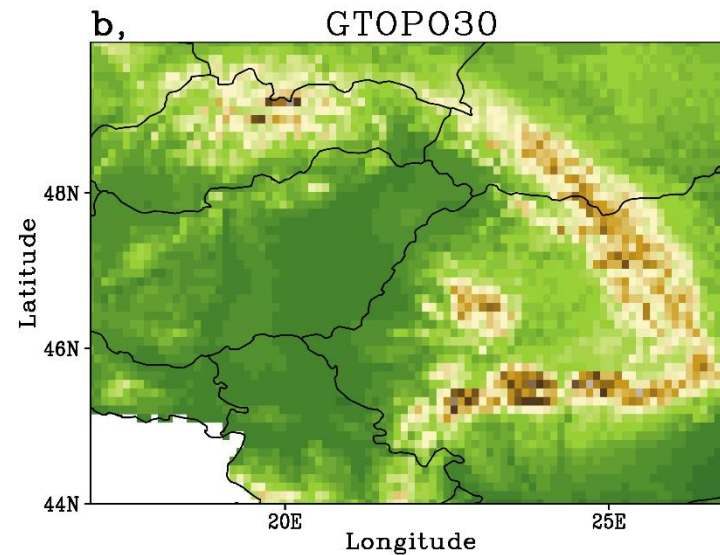 b, GTOPO30
Latitude
48N
46N
44N
20E 25E
Longitude